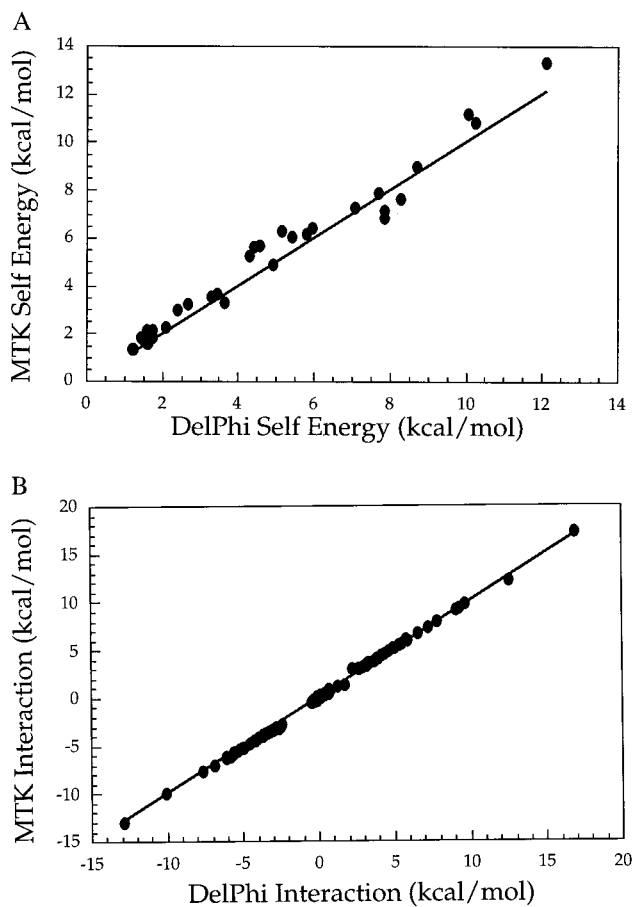 A
MTK Self Energy (kcal/mol)
14
12
10
8
6
4
2
0
0 2 4 6 8 10 12 14
DelPhi Self Energy (kcal/mol)
B
MTK Interaction (kcal/mol)
20
15
10
5
0
-5
-10
-15
-15 -10 -5 0 5 10 15 20
DelPhi Interaction (kcal/mol)